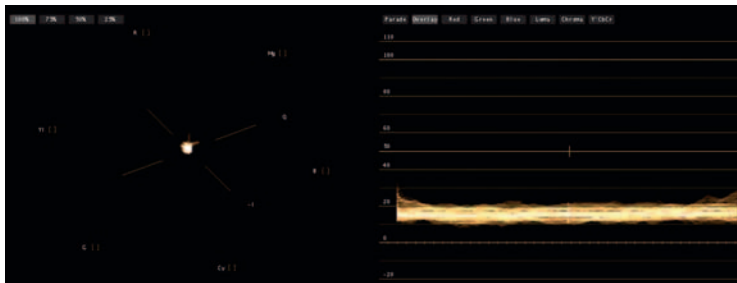 100% 75% 50% 25%
R [ ]
Mg [ ]
Q
Yl [ ]
B [ ]
-I
G [ ]
Cy [ ]
Parade Overlay Red Green Blue Luma Chroma Y'CbCr
110
100
80
60
50
40
20
0
-20